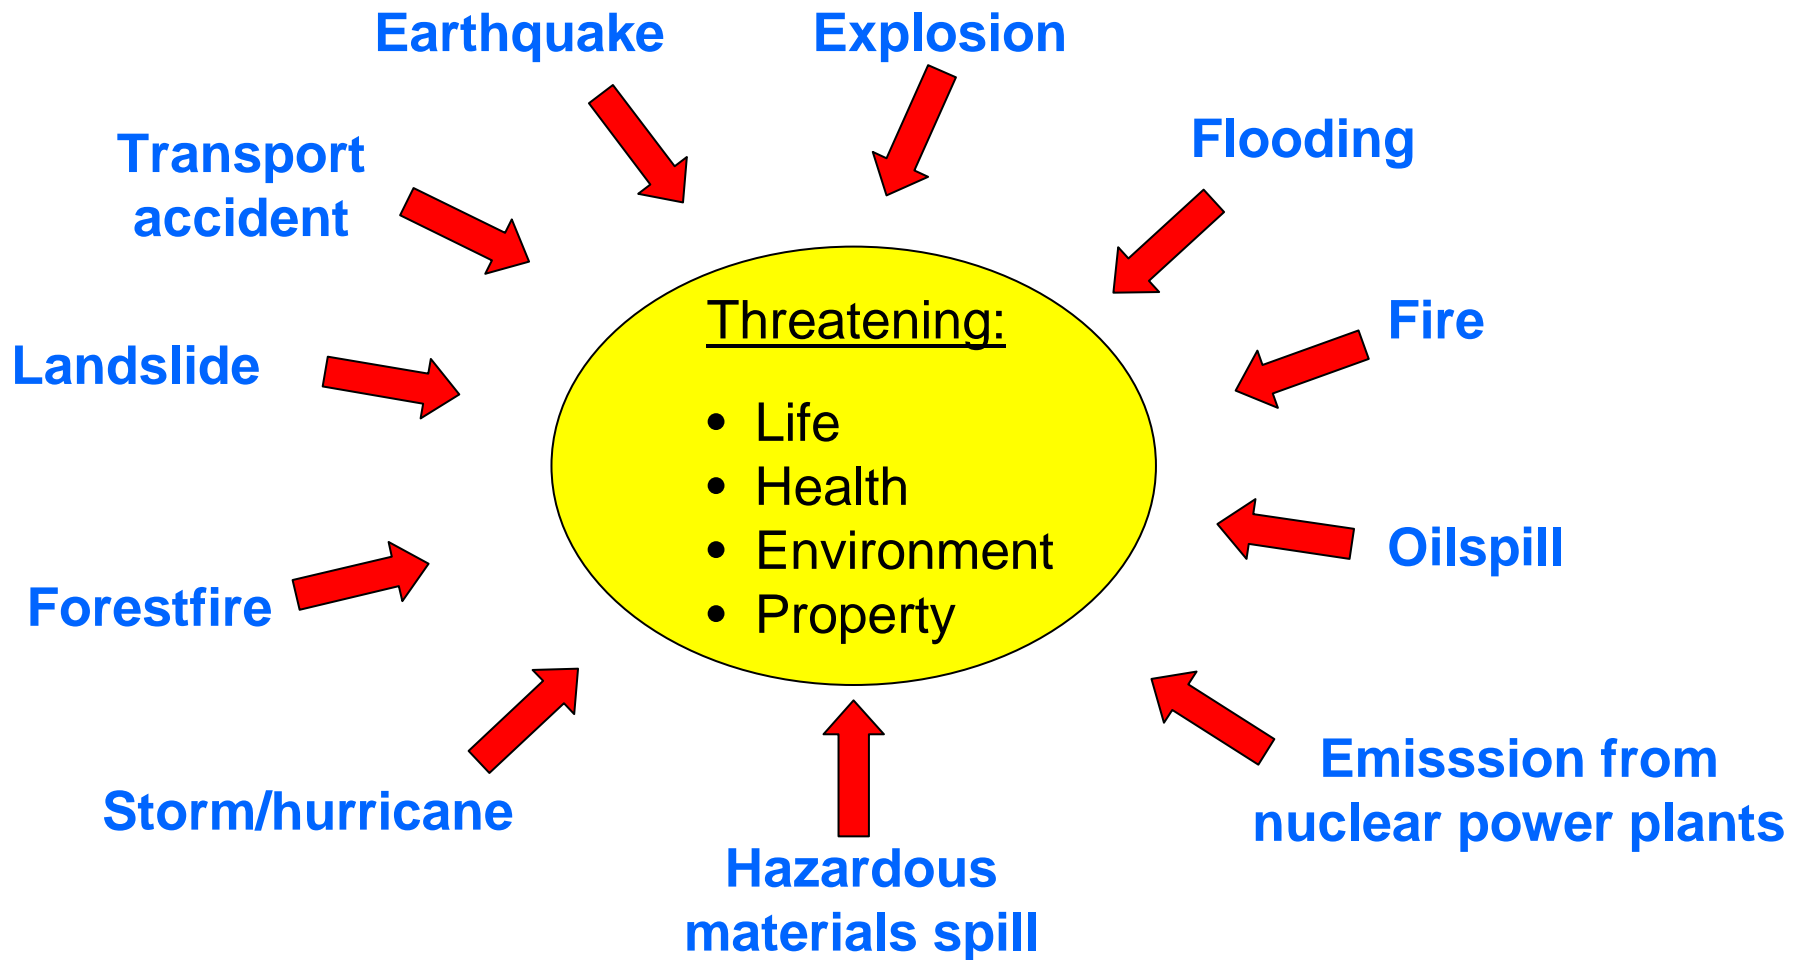 Earthquake
Explosion
Flooding
Transport
accident
Threatening:
Fire
Landslide
• Life
• Health
• Environment
• Property
Oilspill
Forestfire
Emisssion from
nuclear power plants
Storm/hurricane
Hazardous
materials spill